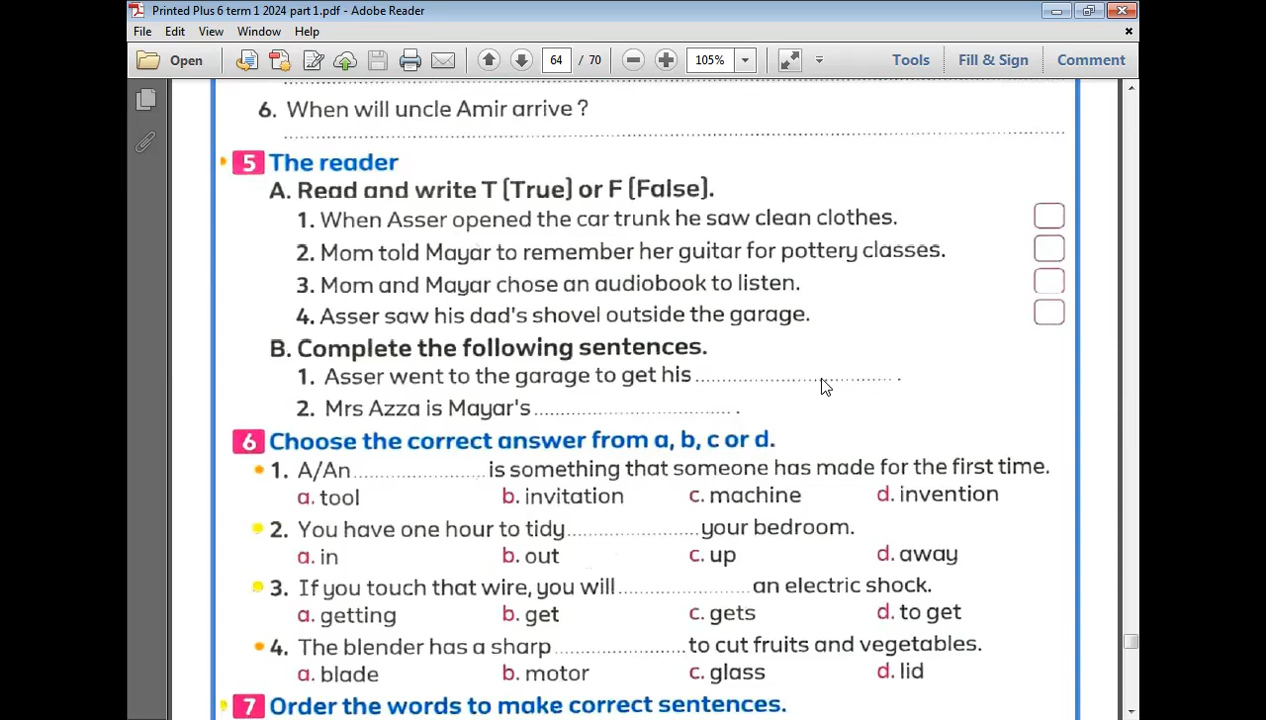 Printed Plus 6 term 1 2024 part 1.pdf - Adobe Reader
File Edit View Window Help
Open 64 / 70 105% Tools Fill & Sign Comment
6. When will uncle Amir arrive ?
5 The reader
A. Read and write T (True) or F (False).
1. When Asser opened the car trunk he saw clean clothes.
2. Mom told Mayar to remember her guitar for pottery classes.
3. Mom and Mayar chose an audiobook to listen.
4. Asser saw his dad's shovel outside the garage.
B. Complete the following sentences.
1. Asser went to the garage to get his .................... .
2. Mrs Azza is Mayar's .................... .
6 Choose the correct answer from a, b, c or d.
1. A/An .................... is something that someone has made for the first time.
a. tool b. invitation c. machine d. invention
2. You have one hour to tidy .................... your bedroom.
a. in b. out c. up d. away
3. If you touch that wire, you will .................... an electric shock.
a. getting b. get c. gets d. to get
4. The blender has a sharp .................... to cut fruits and vegetables.
a. blade b. motor c. glass d. lid
7 Order the words to make correct sentences.